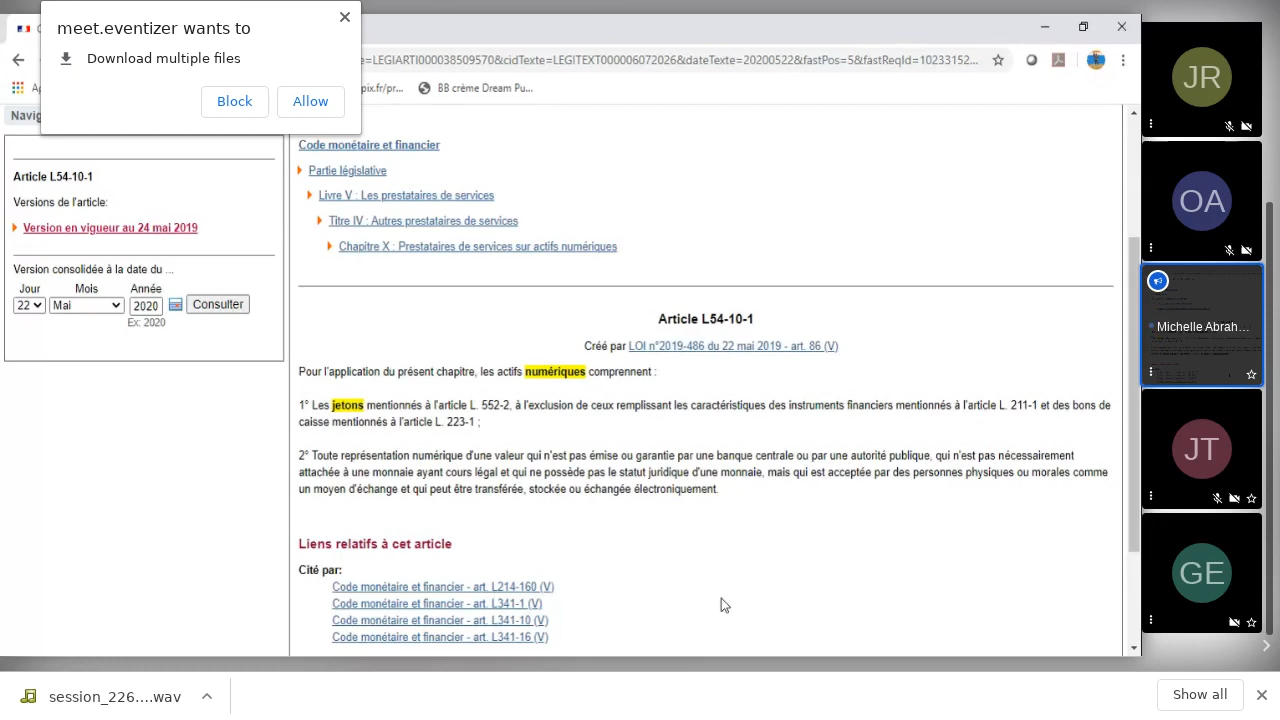 meet.eventizer wants to
Download multiple files
Block
Allow
=LEGIARTI000038509570&cidTexte=LEGITEXT000006072026&dateTexte=20200522&fastPos=5&fastReqId=10233152...
pix.fr/pr...
BB crème Dream Pu...
Navig
Article L54-10-1
Versions de l'article:
Version en vigueur au 24 mai 2019
Version consolidée à la date du ...
Jour Mois Année
22 Mai 2020 Consulter
Ex: 2020
Code monétaire et financier
Partie législative
Livre V : Les prestataires de services
Titre IV : Autres prestataires de services
Chapitre X : Prestataires de services sur actifs numériques
Article L54-10-1
Créé par LOI n°2019-486 du 22 mai 2019 - art. 86 (V)
Pour l'application du présent chapitre, les actifs numériques comprennent :
1° Les jetons mentionnés à l'article L. 552-2, à l'exclusion de ceux remplissant les caractéristiques des instruments financiers mentionnés à l'article L. 211-1 et des bons de
caisse mentionnés à l'article L. 223-1 ;
2° Toute représentation numérique d'une valeur qui n'est pas émise ou garantie par une banque centrale ou par une autorité publique, qui n'est pas nécessairement
attachée à une monnaie ayant cours légal et qui ne possède pas le statut juridique d'une monnaie, mais qui est acceptée par des personnes physiques ou morales comme
un moyen d'échange et qui peut être transférée, stockée ou échangée électroniquement.
Liens relatifs à cet article
Cité par:
Code monétaire et financier - art. L214-160 (V)
Code monétaire et financier - art. L341-1 (V)
Code monétaire et financier - art. L341-10 (V)
Code monétaire et financier - art. L341-16 (V)
JR
OA
Michelle Abrah...
JT
GE
session_226....wav
Show all